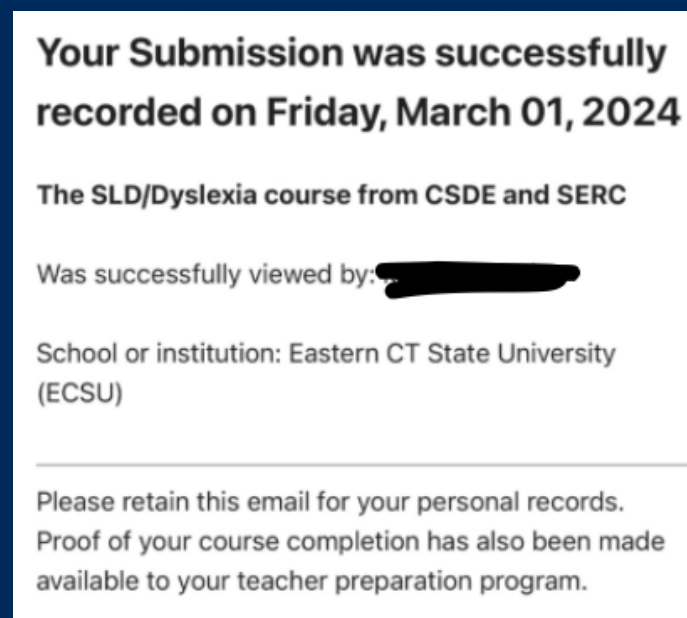 Your Submission was successfully
recorded on Friday, March 01, 2024
The SLD/Dyslexia course from CSDE and SERC
Was successfully viewed by:
School or institution: Eastern CT State University
(ECSU)
Please retain this email for your personal records.
Proof of your course completion has also been made
available to your teacher preparation program.